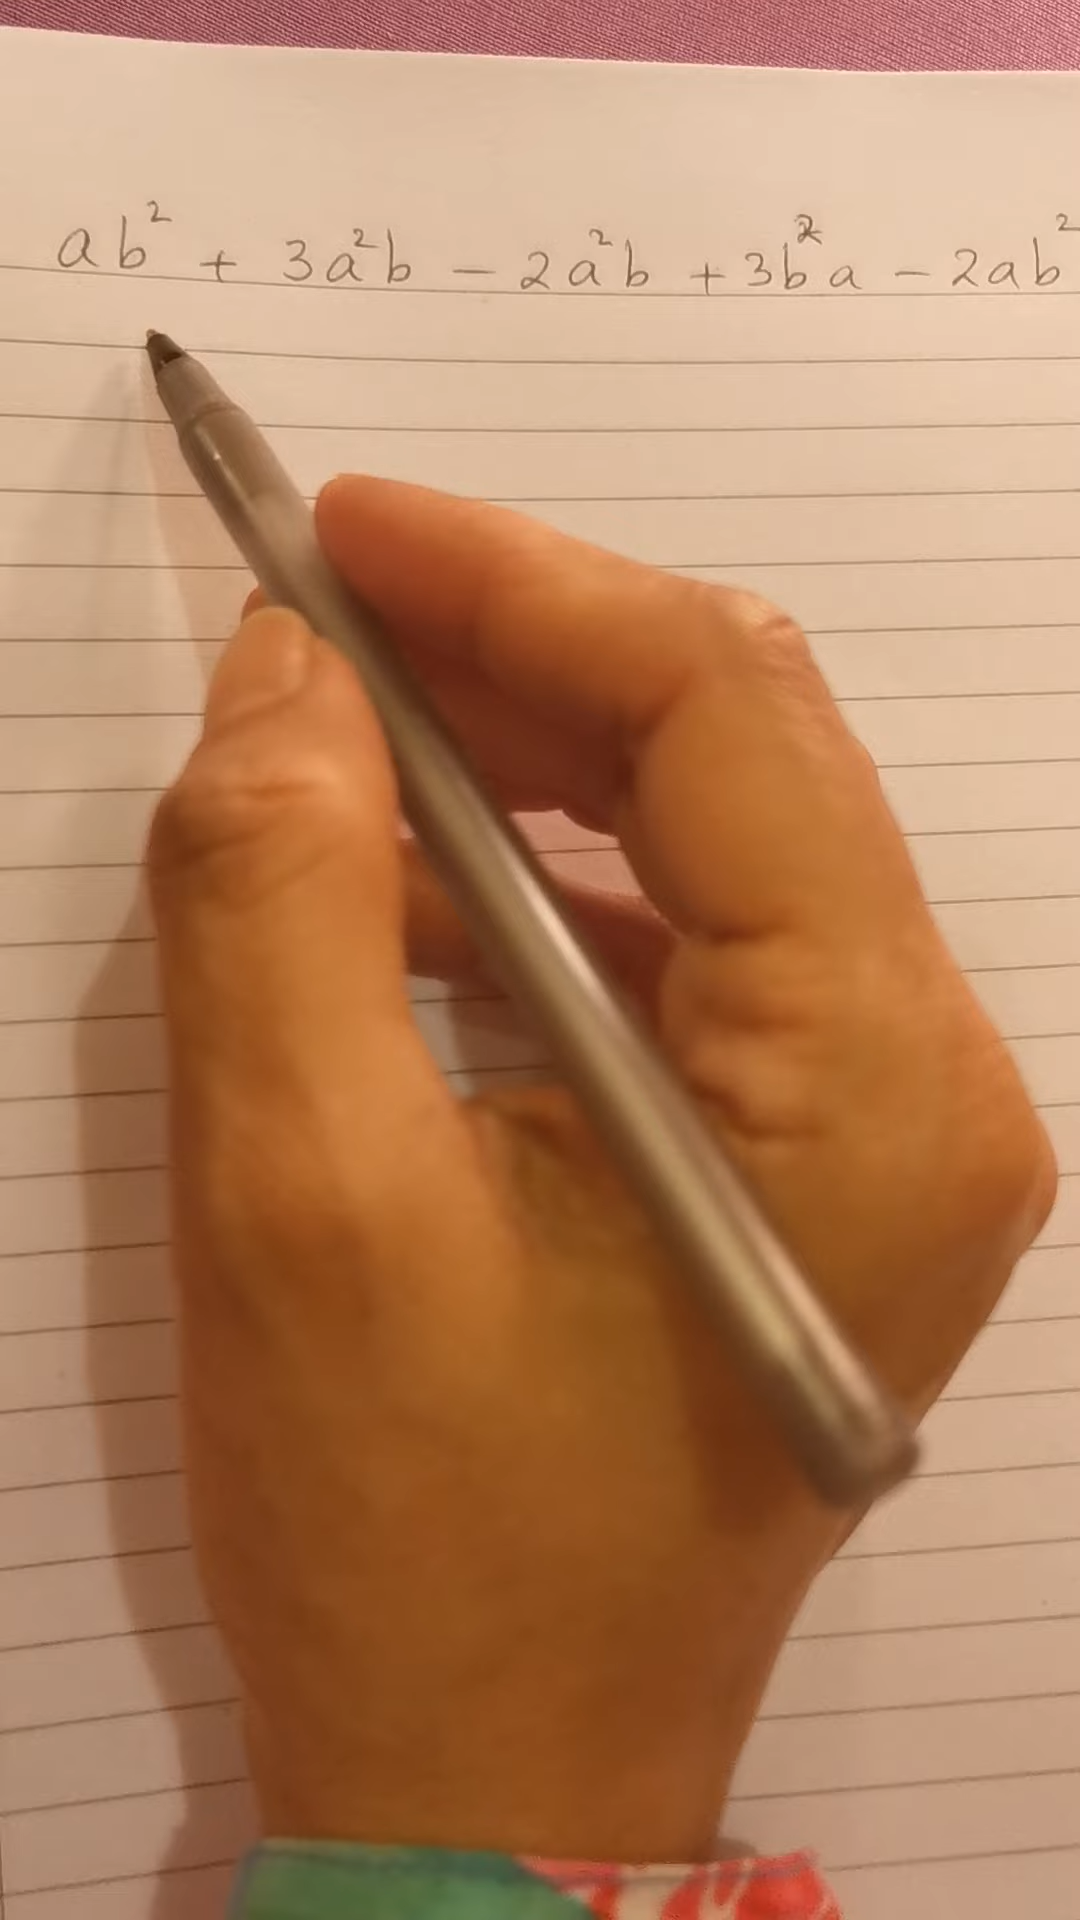 ab² + 3a²b − 2a²b + 3b²a − 2ab²